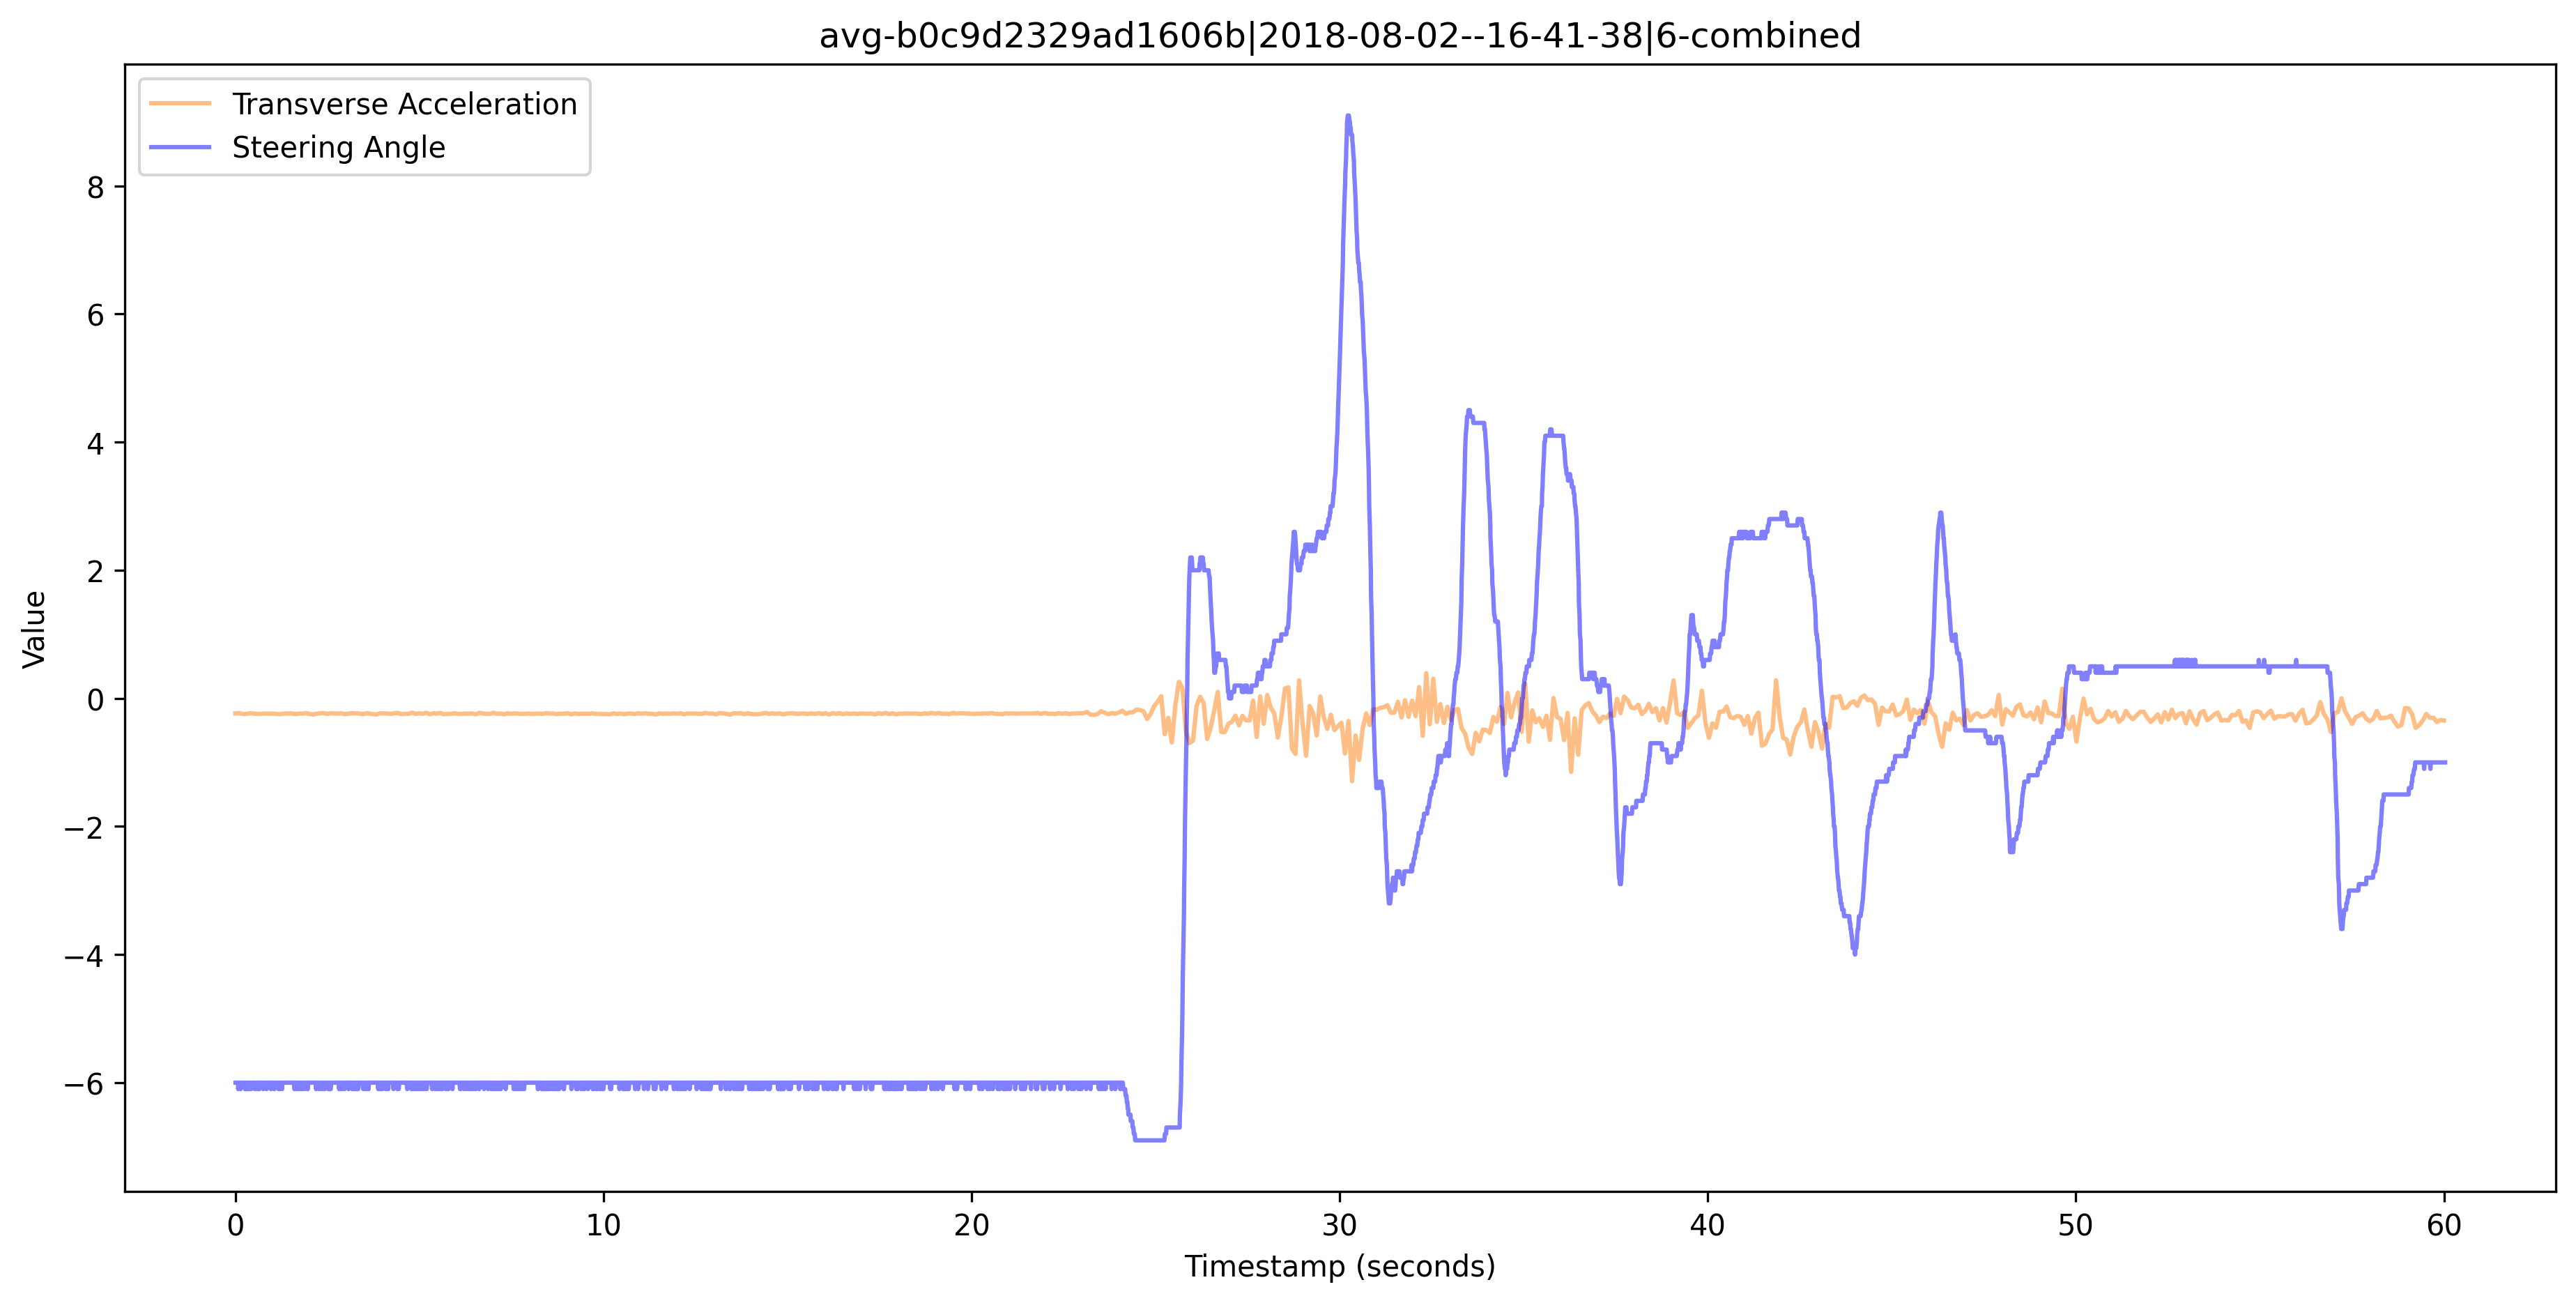 avg-b0c9d2329ad1606b|2018-08-02--16-41-38|6-combined
Transverse Acceleration
Steering Angle
8
6
4
2
0
−2
−4
−6
Value
0 10 20 30 40 50 60
Timestamp (seconds)